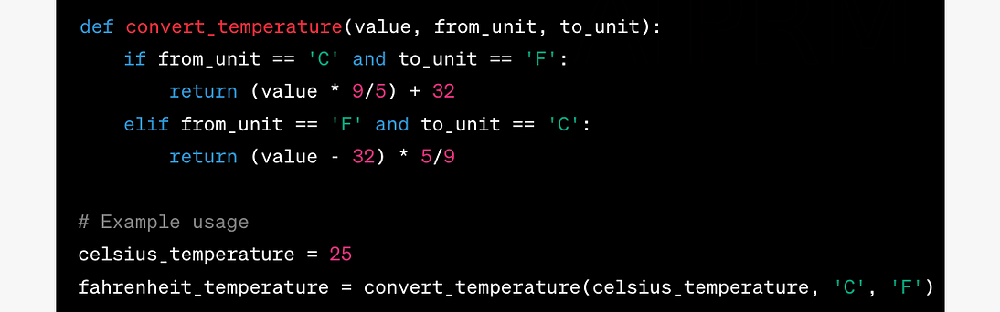 def convert_temperature(value, from_unit, to_unit):
    if from_unit == 'C' and to_unit == 'F':
        return (value * 9/5) + 32
    elif from_unit == 'F' and to_unit == 'C':
        return (value - 32) * 5/9

# Example usage
celsius_temperature = 25
fahrenheit_temperature = convert_temperature(celsius_temperature, 'C', 'F')